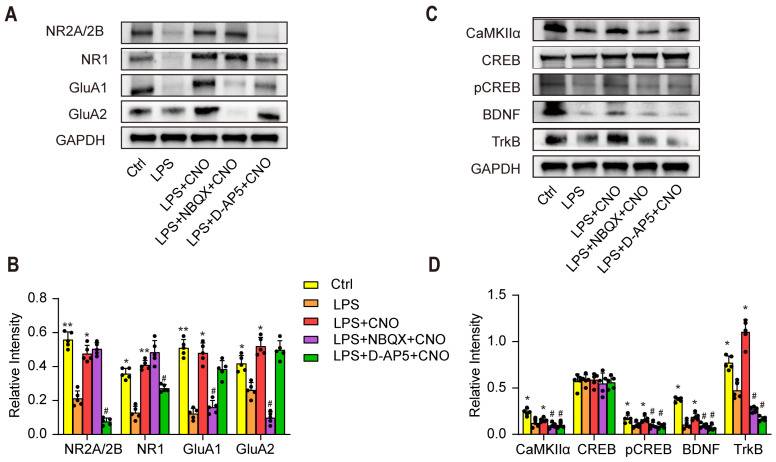 A
NR2A/2B
NR1
GluA1
GluA2
GAPDH
Ctrl
LPS
LPS+CNO
LPS+NBQX+CNO
LPS+D-AP5+CNO
C
CaMKIIα
CREB
pCREB
BDNF
TrkB
GAPDH
Ctrl
LPS
LPS+CNO
LPS+NBQX+CNO
LPS+D-AP5+CNO
B
Relative Intensity
0.8
0.6
0.4
0.2
0.0
** * # * ** # ** * # * * #
NR2A/2B NR1 GluA1 GluA2
Ctrl
LPS
LPS+CNO
LPS+NBQX+CNO
LPS+D-AP5+CNO
D
Relative Intensity
1.5
1.0
0.5
0.0
* * # # * * # # * * # # * * # #
CaMKIIα CREB pCREB BDNF TrkB